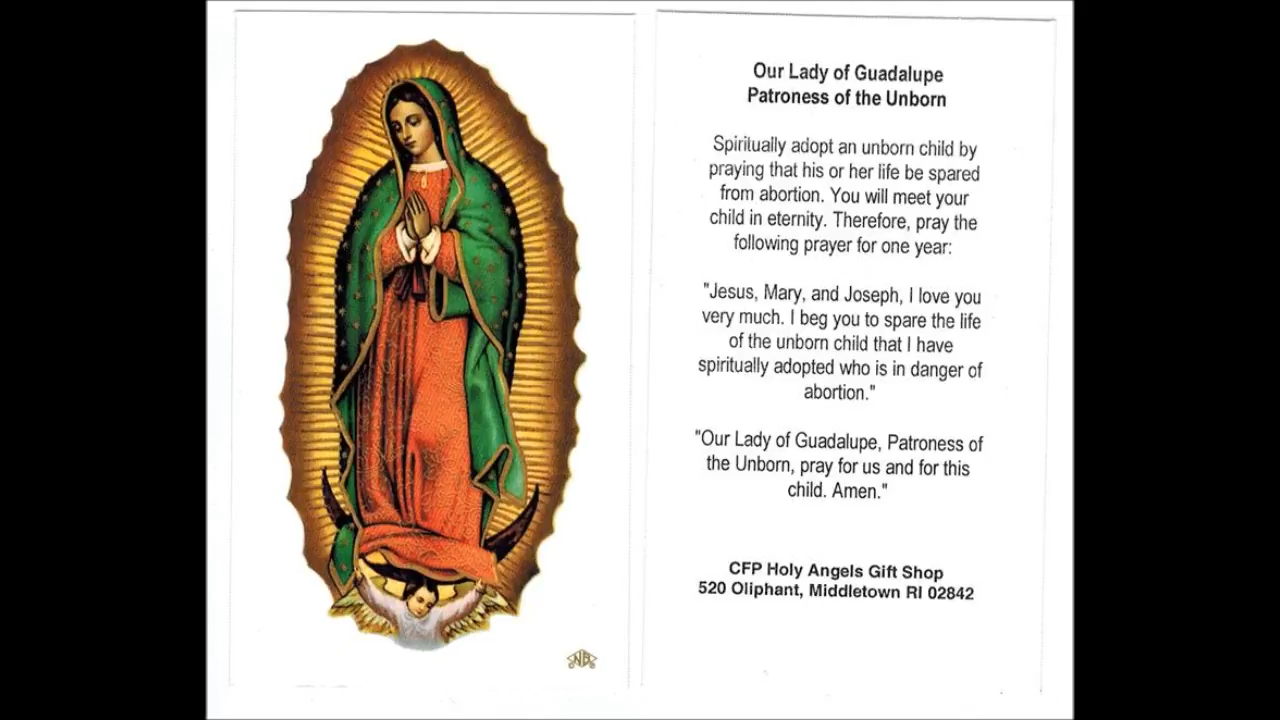 Our Lady of Guadalupe
Patroness of the Unborn
Spiritually adopt an unborn child by
praying that his or her life be spared
from abortion. You will meet your
child in eternity. Therefore, pray the
following prayer for one year:
"Jesus, Mary, and Joseph, I love you
very much. I beg you to spare the life
of the unborn child that I have
spiritually adopted who is in danger of
abortion."
"Our Lady of Guadalupe, Patroness of
the Unborn, pray for us and for this
child. Amen."
CFP Holy Angels Gift Shop
520 Oliphant, Middletown RI 02842